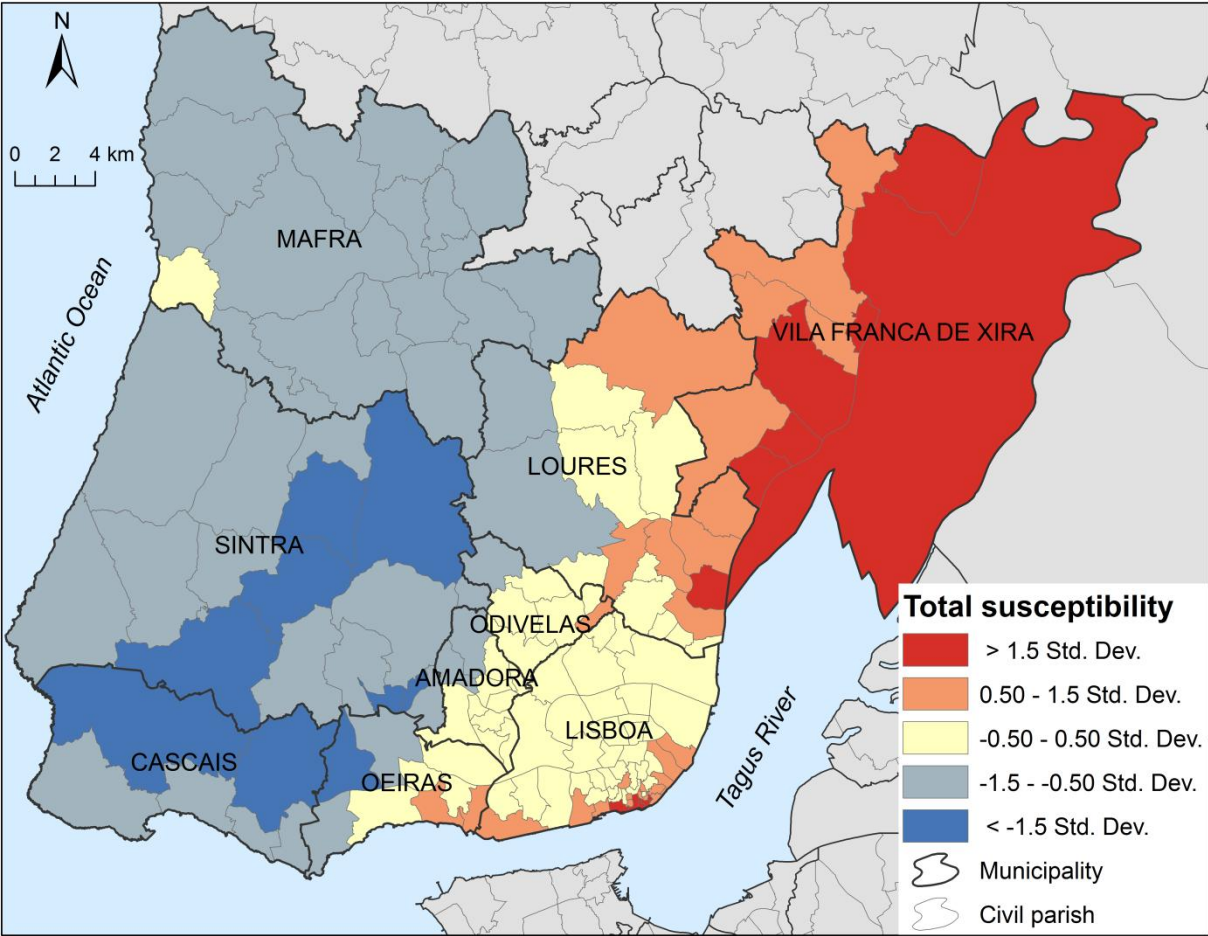 N
0 2 4 km
MAFRA
Atlantic Ocean
VILA FRANCA DE XIRA
LOURES
SINTRA
ODIVELAS
AMADORA
LISBOA
CASCAIS
OEIRAS
Tagus River
Total susceptibility
> 1.5 Std. Dev.
0.50 - 1.5 Std. Dev.
-0.50 - 0.50 Std. Dev.
-1.5 - -0.50 Std. Dev.
< -1.5 Std. Dev.
Municipality
Civil parish